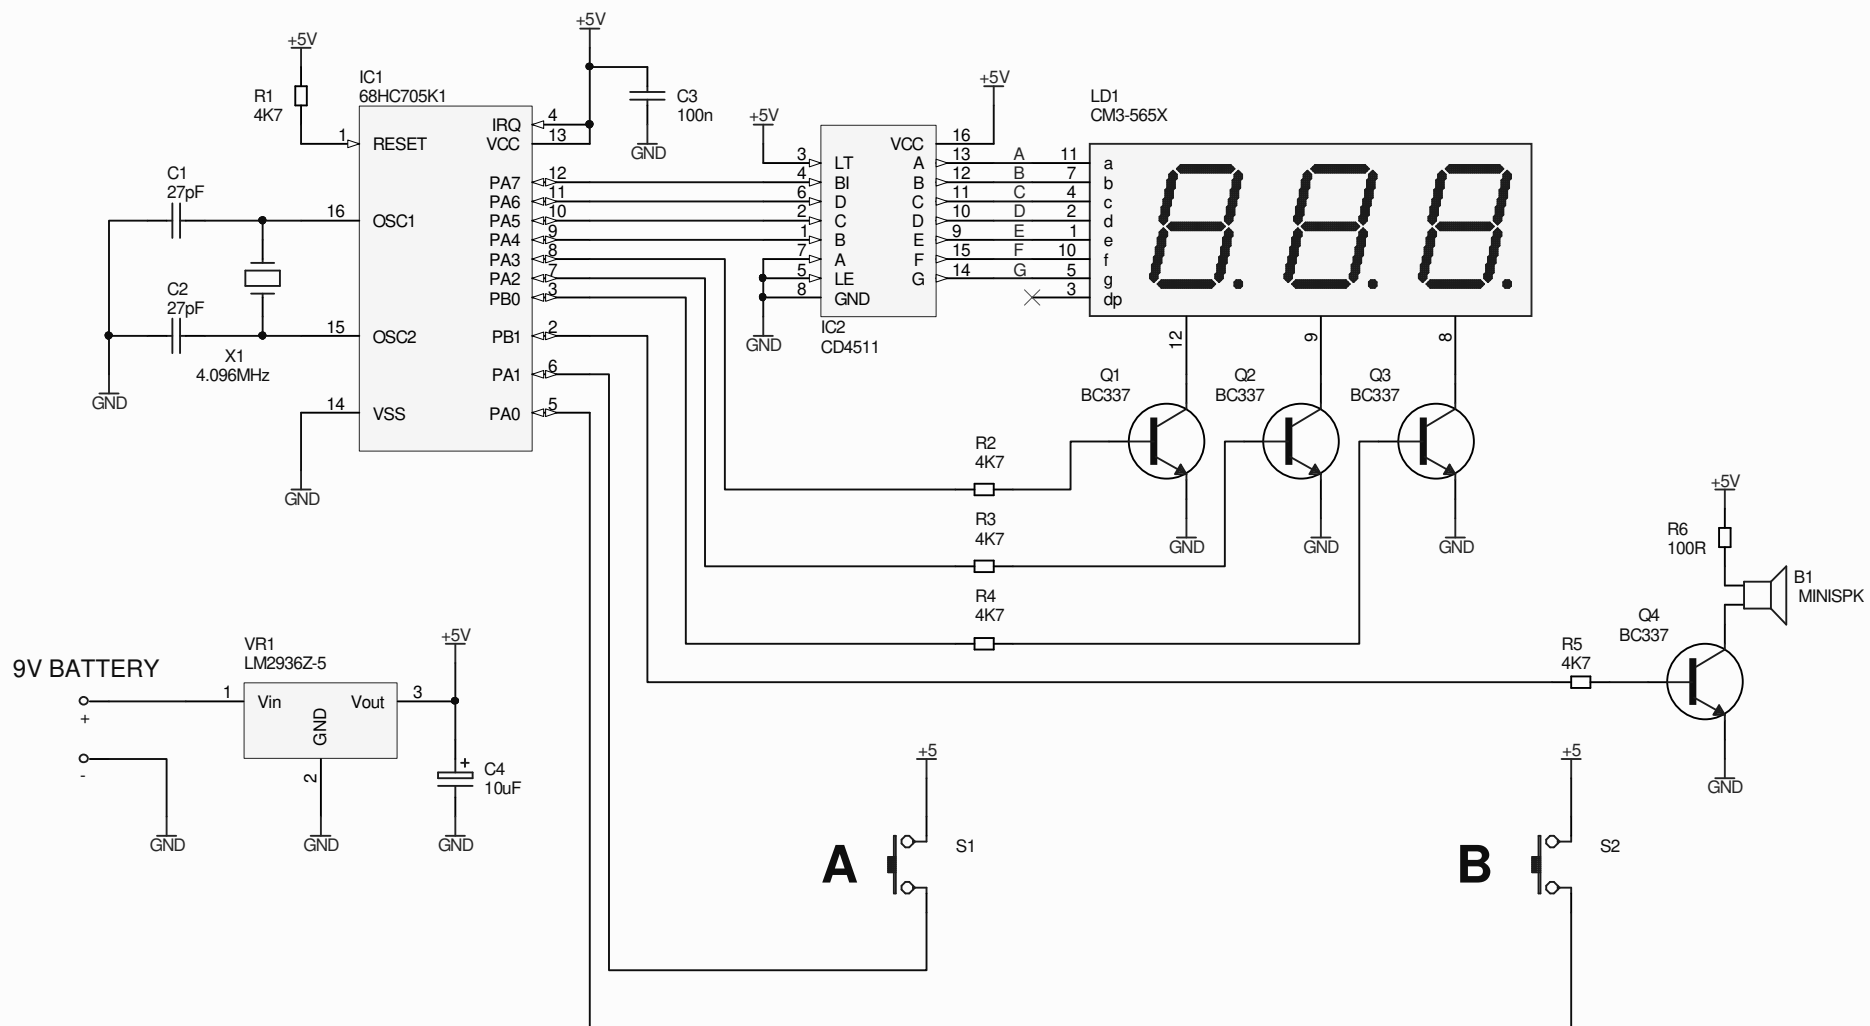 +5V
+5V
IC1
68HC705K1
R1
4K7
C3
100n
GND
1
RESET
IRQ
4
VCC
13
PA7
12
PA6
11
PA5
10
PA4
9
PA3
8
PA2
7
PB0
3
PB1
2
PA1
6
PA0
5
16
OSC1
15
OSC2
14
VSS
GND
C1
27pF
C2
27pF
X1
4.096MHz
GND
+5V
3
LT
4
BI
6
D
2
C
1
B
7
A
5
LE
8
GND
GND
IC2
CD4511
+5V
VCC
16
A
13
B
12
C
11
D
10
E
9
F
15
G
14
A
B
C
D
E
F
G
LD1
CM3-565X
11
a
7
b
4
c
2
d
1
e
10
f
5
g
3
dp
8.8.8.
12
9
8
Q1
BC337
Q2
BC337
Q3
BC337
GND
GND
GND
R2
4K7
R3
4K7
R4
4K7
+5V
R6
100R
B1
MINISPK
Q4
BC337
R5
4K7
GND
9V BATTERY
+
-
GND
VR1
LM2936Z-5
1
Vin
Vout
3
GND
2
GND
+5V
+
C4
10uF
GND
+5
A
S1
+5
B
S2